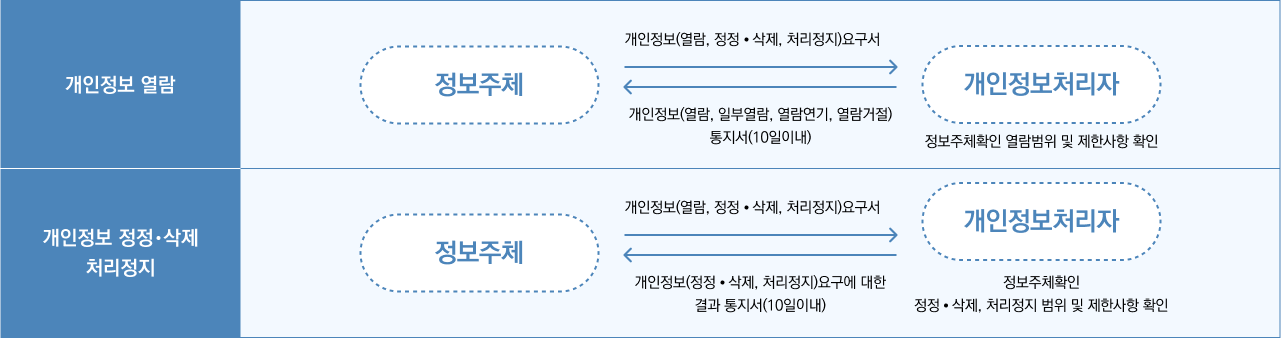 개인정보 열람
정보주체
개인정보(열람, 정정 • 삭제, 처리정지)요구서
개인정보(열람, 일부열람, 열람연기, 열람거절)
통지서(10일이내)
개인정보처리자
정보주체확인 열람범위 및 제한사항 확인
개인정보 정정·삭제
처리정지
정보주체
개인정보(열람, 정정 • 삭제, 처리정지)요구서
개인정보(정정 • 삭제, 처리정지)요구에 대한
결과 통지서(10일이내)
개인정보처리자
정보주체확인
정정 • 삭제, 처리정지 범위 및 제한사항 확인